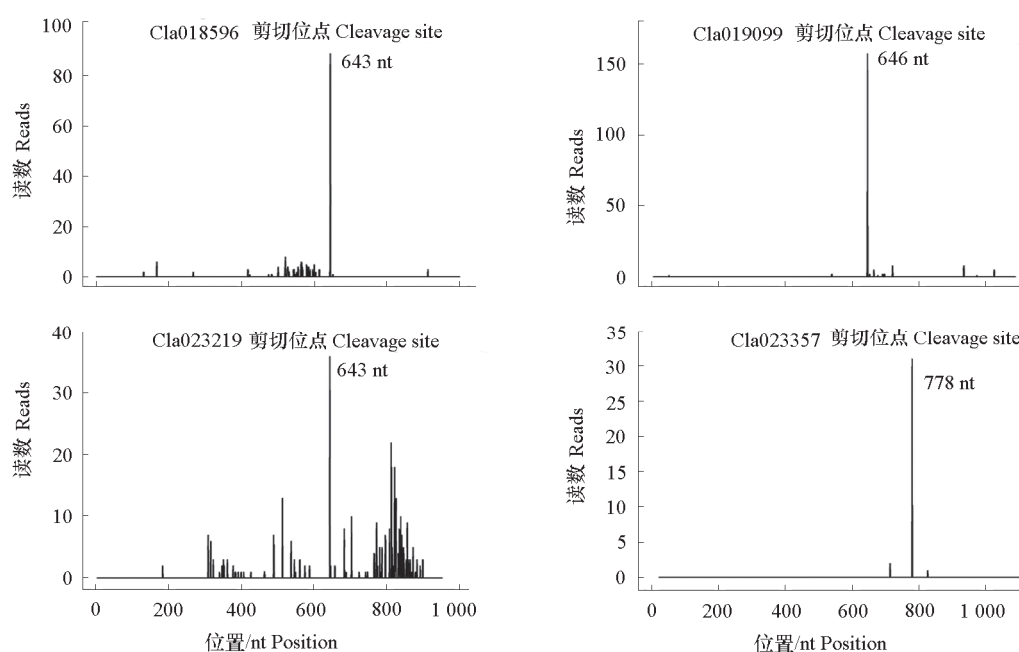 Cla018596 剪切位点 Cleavage site
643 nt
读数 Reads
100
80
60
40
20
0
Cla019099 剪切位点 Cleavage site
646 nt
读数 Reads
150
100
50
0
Cla023219 剪切位点 Cleavage site
643 nt
读数 Reads
40
30
20
10
0
0 200 400 600 800 1 000
位置/nt Position
Cla023357 剪切位点 Cleavage site
778 nt
读数 Reads
35
30
25
20
15
10
5
0
0 200 400 600 800 1 000
位置/nt Position